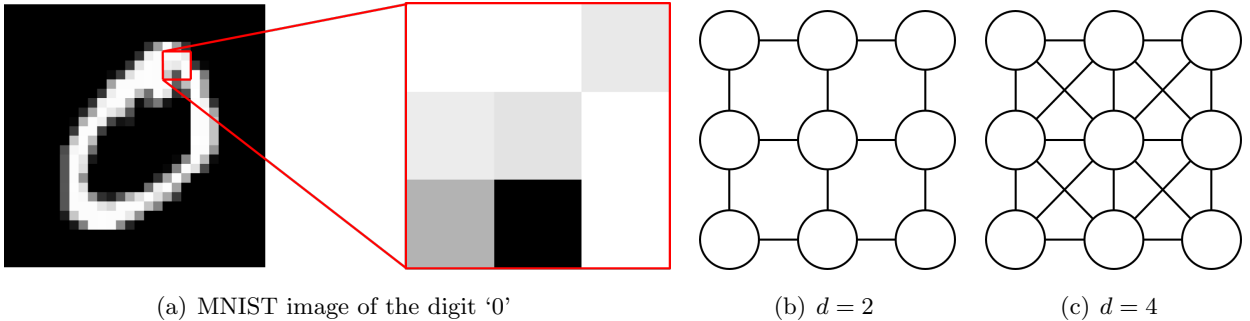 (a) MNIST image of the digit ‘0’ (b) d = 2 (c) d = 4